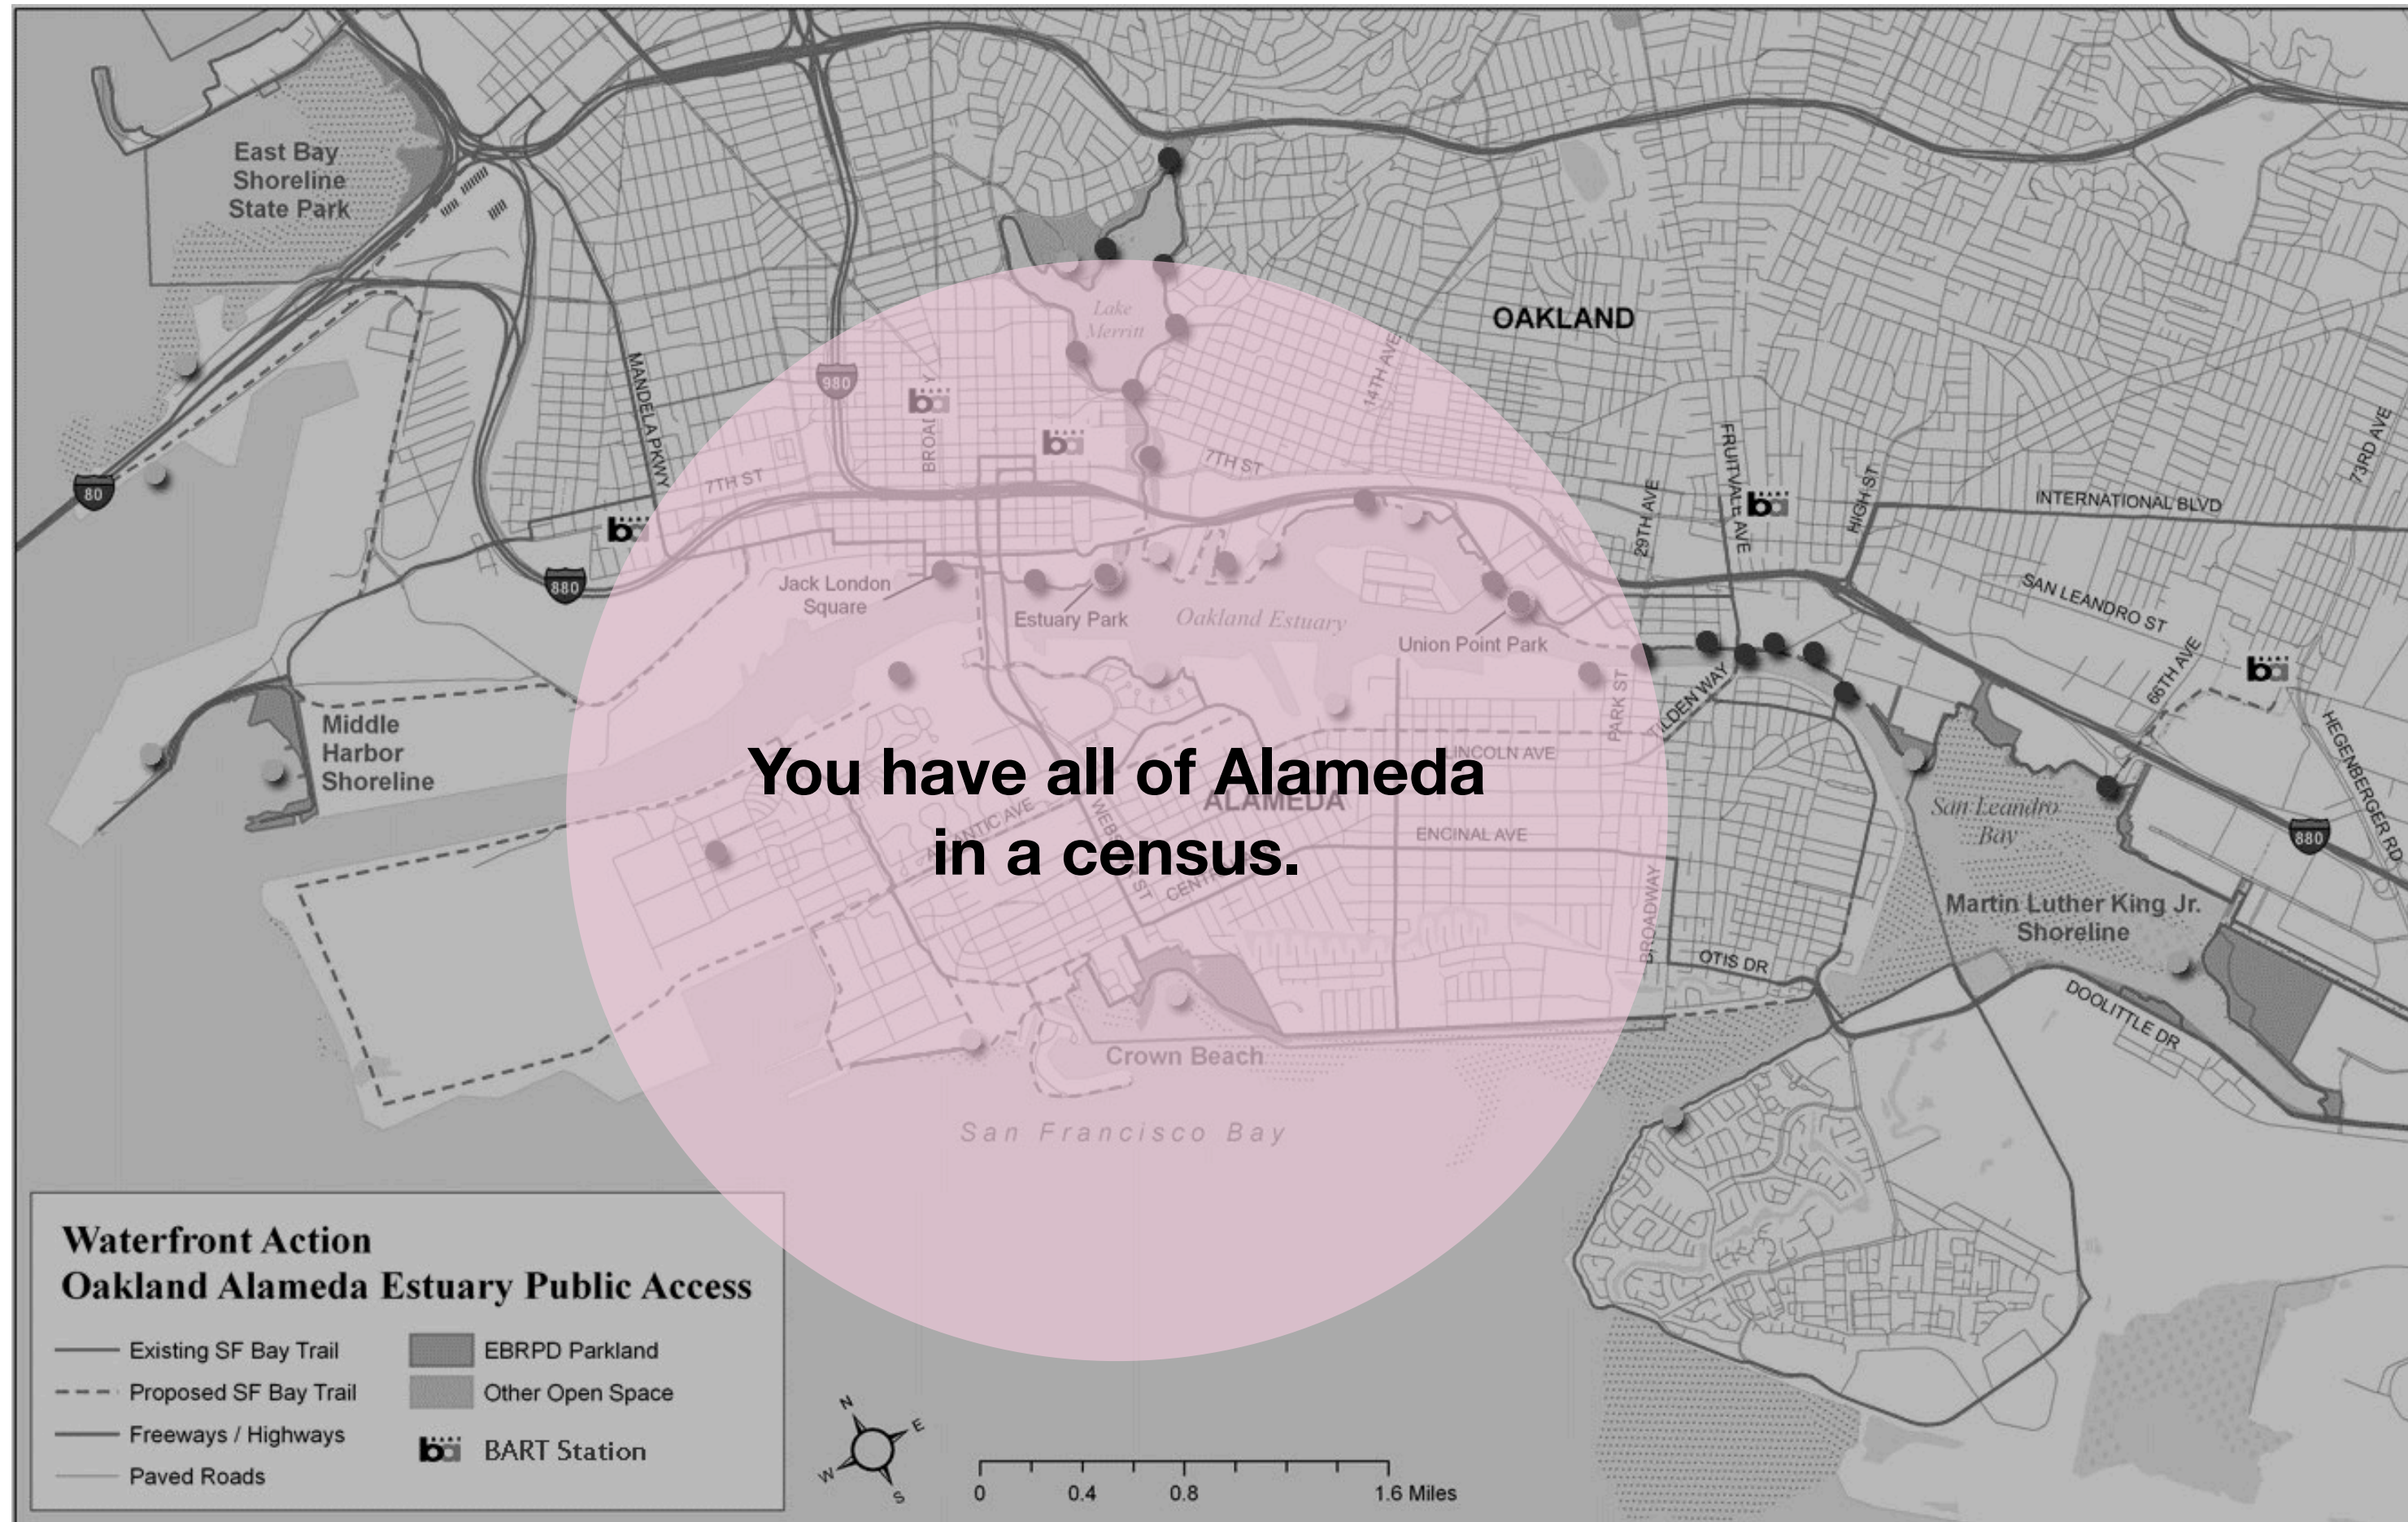 East Bay
Shoreline
State Park
Lake
Merritt
OAKLAND
980
MANDELA PKWY
14TH AVE
73RD AVE
7TH ST
7TH ST
80
29TH AVE
FRUITVALE AVE
HIGH ST
INTERNATIONAL BLVD
880
Jack London
Square
Estuary Park
Oakland Estuary
Union Point Park
SAN LEANDRO ST
66TH AVE
PARK ST
TILDEN WAY
HEGENBERGER RD
Middle
Harbor
Shoreline
LINCOLN AVE
You have all of Alameda
ALAMEDA
in a census.
ENCINAL AVE
San Leandro
Bay
880
BROADWAY
Martin Luther King Jr.
Shoreline
OTIS DR
DOOLITTLE DR
Crown Beach
San Francisco Bay
Waterfront Action
Oakland Alameda Estuary Public Access
Existing SF Bay Trail
Proposed SF Bay Trail
Freeways / Highways
Paved Roads
EBRPD Parkland
Other Open Space
ba BART Station
N
E
W
S
0 0.4 0.8 1.6 Miles